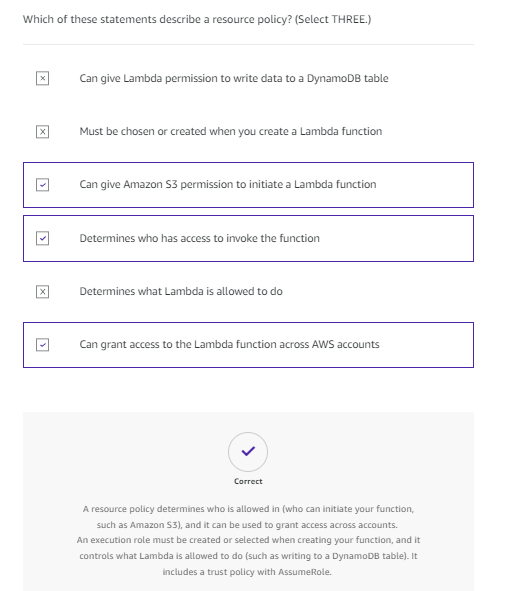 Which of these statements describe a resource policy? (Select THREE.)
Can give Lambda permission to write data to a DynamoDB table
Must be chosen or created when you create a Lambda function
Can give Amazon S3 permission to initiate a Lambda function
Determines who has access to invoke the function
Determines what Lambda is allowed to do
Can grant access to the Lambda function across AWS accounts
Correct
A resource policy determines who is allowed in (who can initiate your function,
such as Amazon S3), and it can be used to grant access across accounts.
An execution role must be created or selected when creating your function, and it
controls what Lambda is allowed to do (such as writing to a DynamoDB table). It
includes a trust policy with AssumeRole.